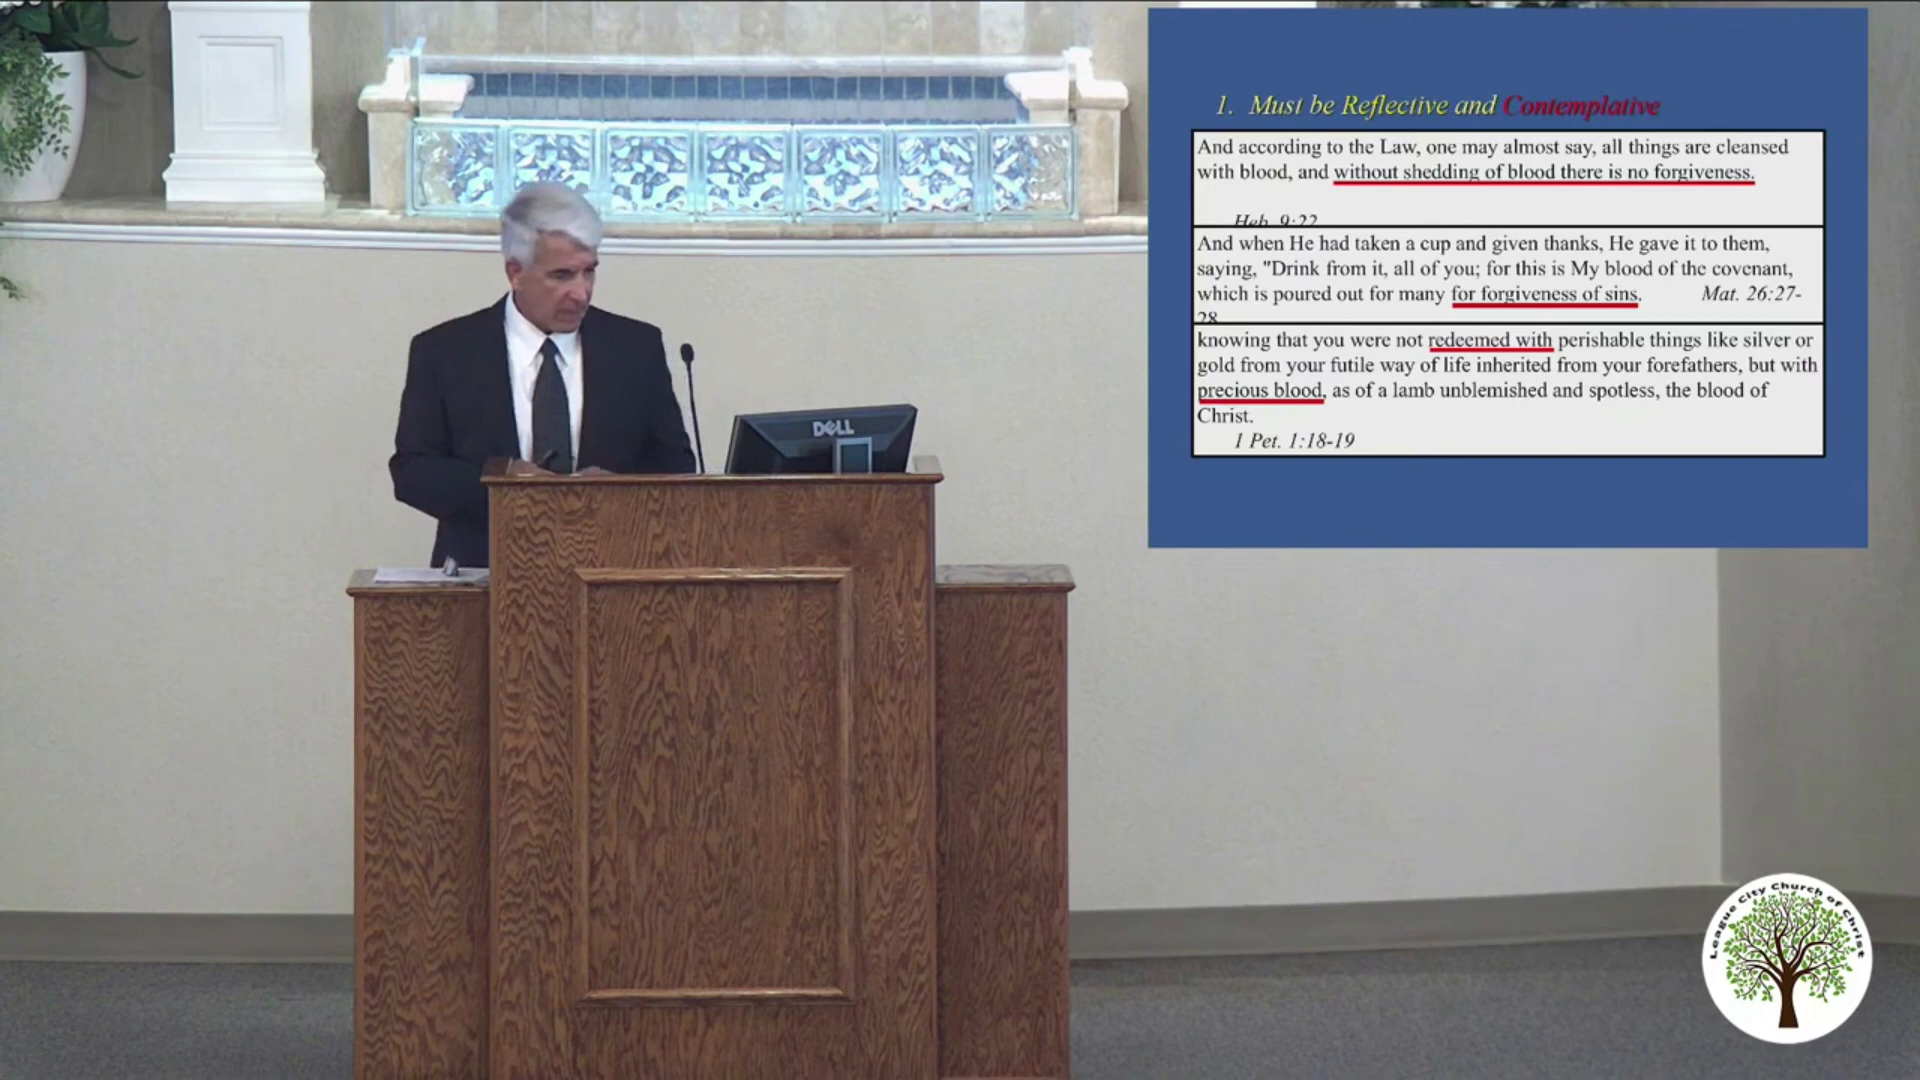 1. Must be Reflective and Contemplative
And according to the Law, one may almost say, all things are cleansed
with blood, and without shedding of blood there is no forgiveness.
Heb. 9:22
And when He had taken a cup and given thanks, He gave it to them,
saying, "Drink from it, all of you; for this is My blood of the covenant,
which is poured out for many for forgiveness of sins. Mat. 26:27-
28
knowing that you were not redeemed with perishable things like silver or
gold from your futile way of life inherited from your forefathers, but with
precious blood, as of a lamb unblemished and spotless, the blood of
Christ.
1 Pet. 1:18-19
DELL
League City Church of Christ